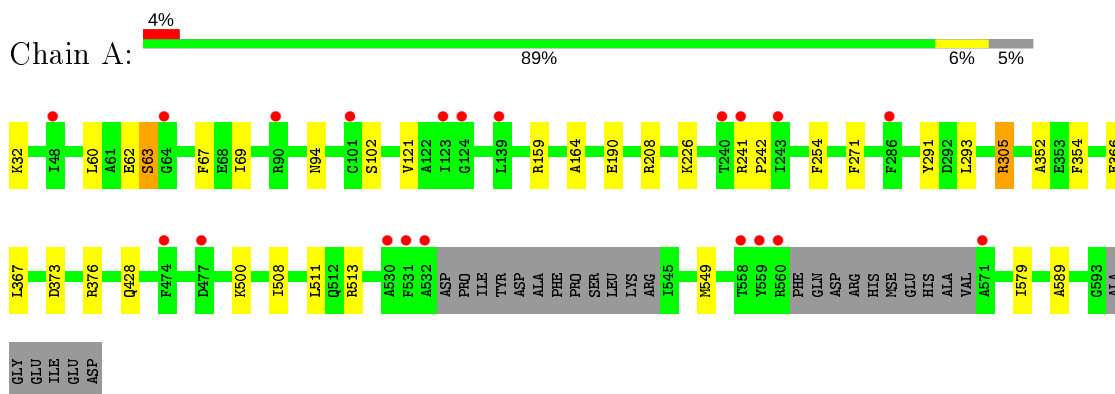 4%
Chain A:
89% 6% 5%
K32 I48 L60 A61 E62 S63 G64 F67 E68 I69 R90 N94 C101 S102 V121 A122 I123 G124 L139 R159 A164 E190 R208 K226 T240 R241 P242 I243 F254 F271 F286 Y291 D292 L293 R305 A352 E353 F354
L367 D373 R376 Q428 F474 D477 K500 I508 L511 Q512 R513 A530 F531 A532 ASP PRO ILE TYR ASP ALA PHE PRO SER LEU LYS ARG I545 M549 T558 Y559 R560 PHE GLN ASP ARG HIS MSE GLU HIS ALA VAL A571 I579 A589 G593 ALA
GLY GLU ILE GLU ASP